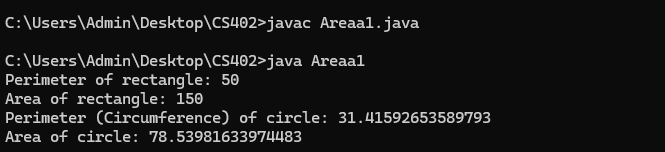 C:\Users\Admin\Desktop\CS402>javac Areaa1.java
C:\Users\Admin\Desktop\CS402>java Areaa1
Perimeter of rectangle: 50
Area of rectangle: 150
Perimeter (Circumference) of circle: 31.41592653589793
Area of circle: 78.53981633974483